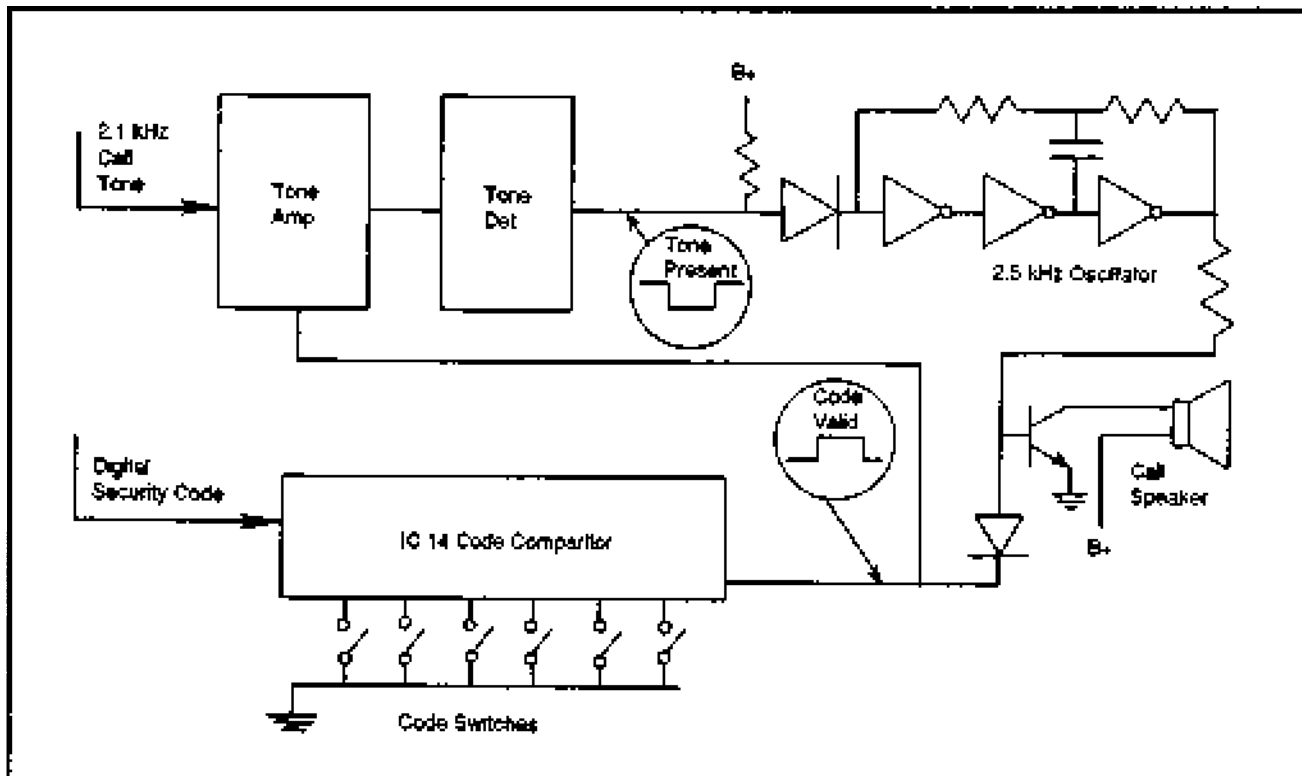 2.1 kHz
Call
Tone
Tone
Amp
Tone
Det
Tone
Present
B+
2.5 kHz Oscillator
Code
Valid
Digital
Security Code
IC 14 Code Comparitor
Call
Speaker
B+
Code Switches